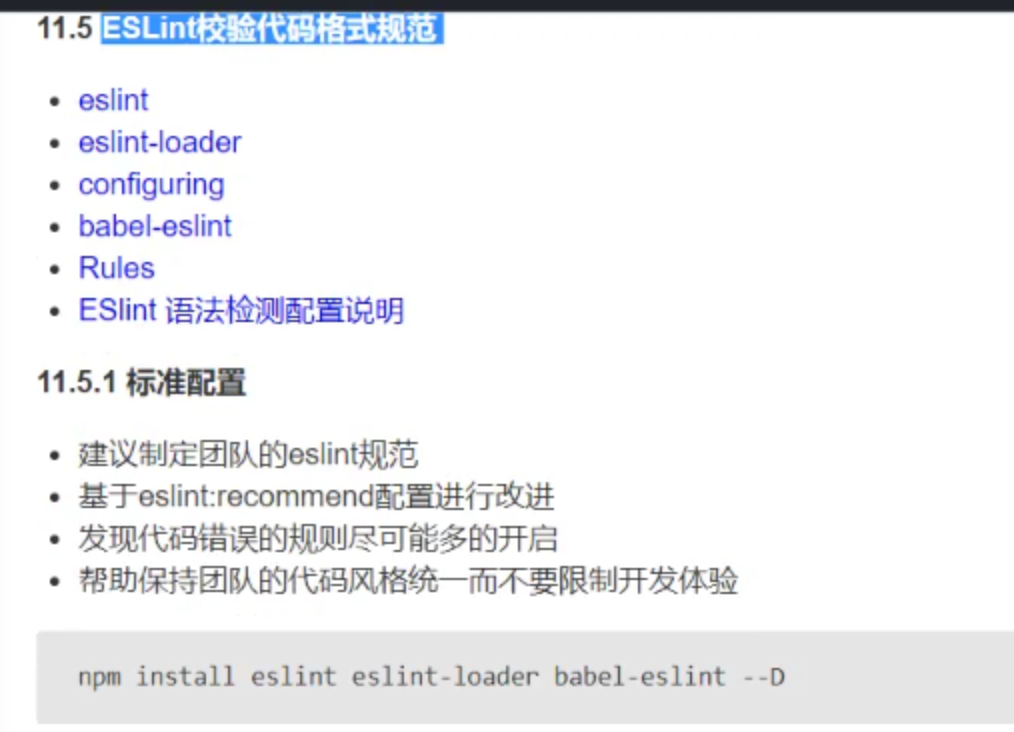 11.5 ESLint校验代码格式规范
eslint
eslint-loader
configuring
babel-eslint
Rules
ESlint 语法检测配置说明
11.5.1 标准配置
建议制定团队的eslint规范
基于eslint:recommend配置进行改进
发现代码错误的规则尽可能多的开启
帮助保持团队的代码风格统一而不要限制开发体验
npm install eslint eslint-loader babel-eslint --D